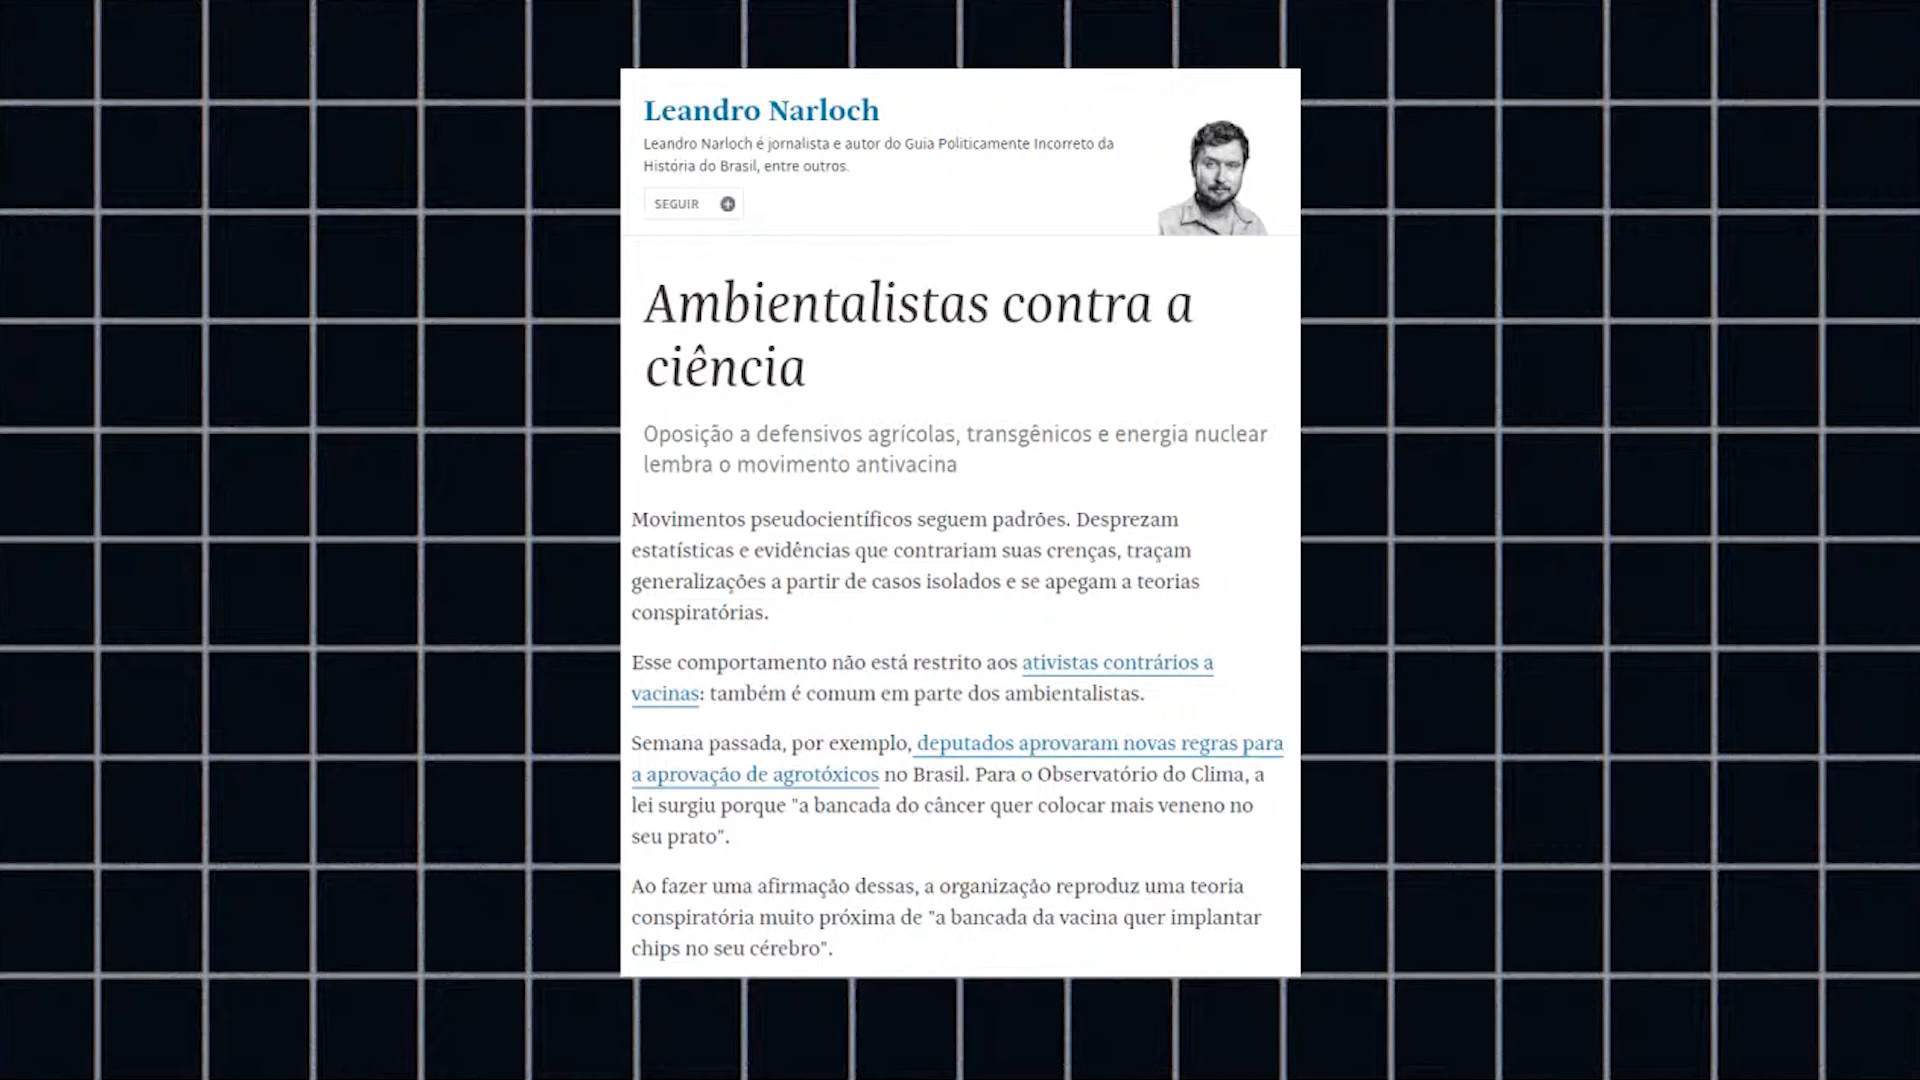 Leandro Narloch
Leandro Narloch é jornalista e autor do Guia Politicamente Incorreto da
História do Brasil, entre outros.
SEGUIR
Ambientalistas contra a
ciência
Oposição a defensivos agrícolas, transgênicos e energia nuclear
lembra o movimento antivacina
Movimentos pseudocientíficos seguem padrões. Desprezam
estatísticas e evidências que contrariam suas crenças, traçam
generalizações a partir de casos isolados e se apegam a teorias
conspiratórias.
Esse comportamento não está restrito aos ativistas contrários a
vacinas: também é comum em parte dos ambientalistas.
Semana passada, por exemplo, deputados aprovaram novas regras para
a aprovação de agrotóxicos no Brasil. Para o Observatório do Clima, a
lei surgiu porque "a bancada do câncer quer colocar mais veneno no
seu prato".
Ao fazer uma afirmação dessas, a organização reproduz uma teoria
conspiratória muito próxima de "a bancada da vacina quer implantar
chips no seu cérebro".